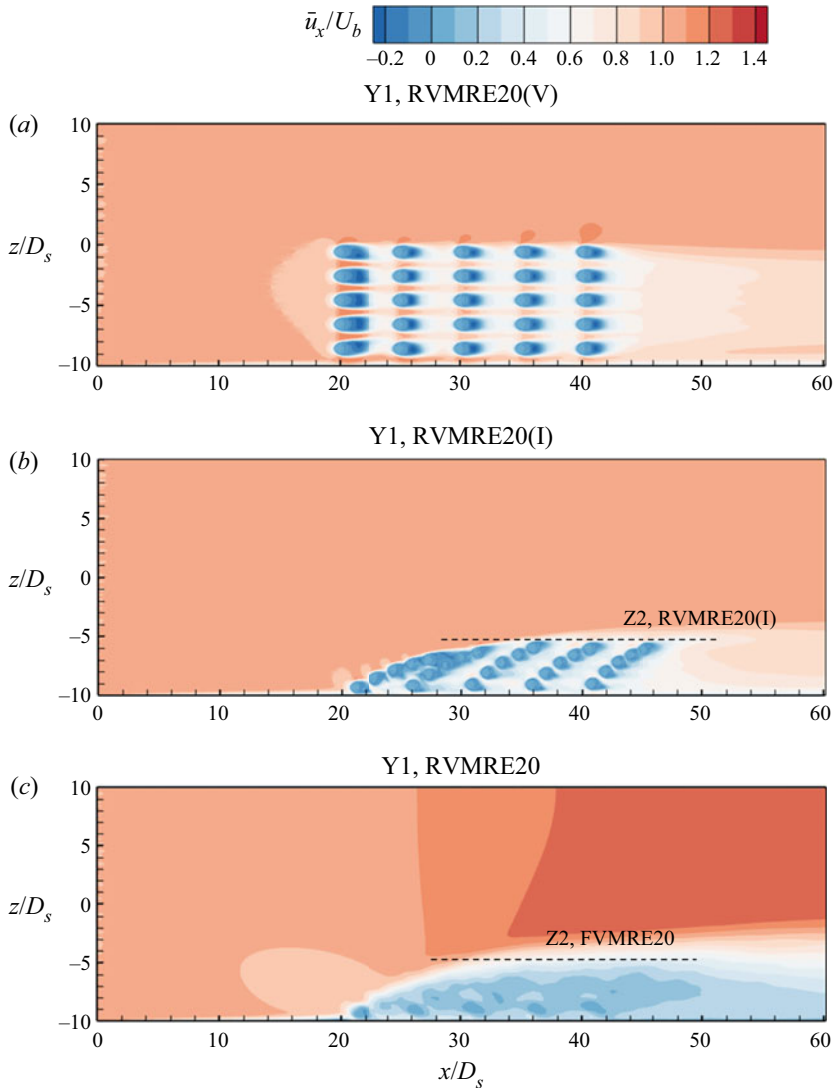 ū_x/U_b
−0.2 0 0.2 0.4 0.6 0.8 1.0 1.2 1.4
Y1, RVMRE20(V)
(a)
10
5
z/D_s 0
−5
−10
0 10 20 30 40 50 60
Y1, RVMRE20(I)
(b)
10
5
z/D_s 0
Z2, RVMRE20(I)
−5
−10
0 10 20 30 40 50 60
Y1, RVMRE20
(c)
10
5
z/D_s 0
Z2, FVMRE20
−5
−10
0 10 20 30 40 50 60
x/D_s